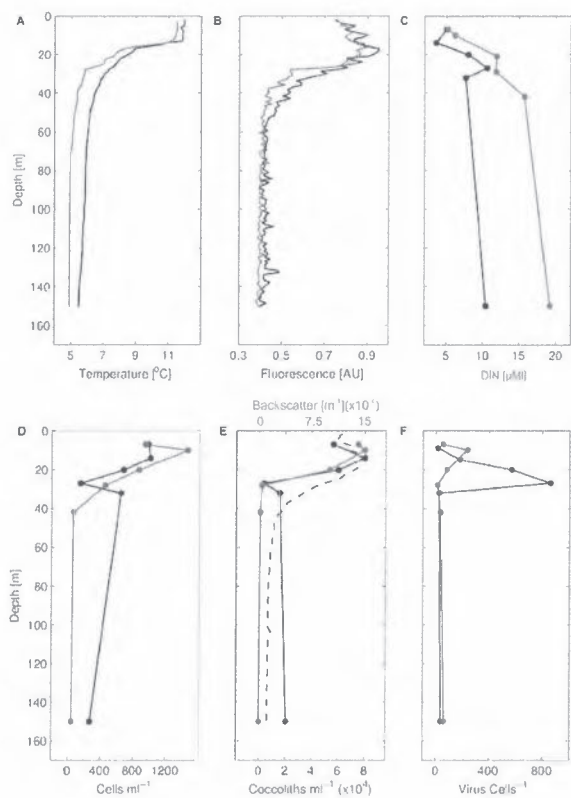 A
B
C
0
20
40
60
80
100
120
140
160
Depth [m]
5 7 9 11
0.3 0.5 0.7 0.9
5 10 15 20
Temperature [°C]
Fluorescence [AU]
DIN [μM]
Backscatter [m⁻¹](x10⁻³)
0 7.5 15
D
E
F
0
20
40
60
80
100
120
140
160
Depth [m]
0 400 800 1200
0 2 4 6 8
0 400 800
Cells ml⁻¹
Coccoliths ml⁻¹ (x10⁴)
Virus Cells⁻¹